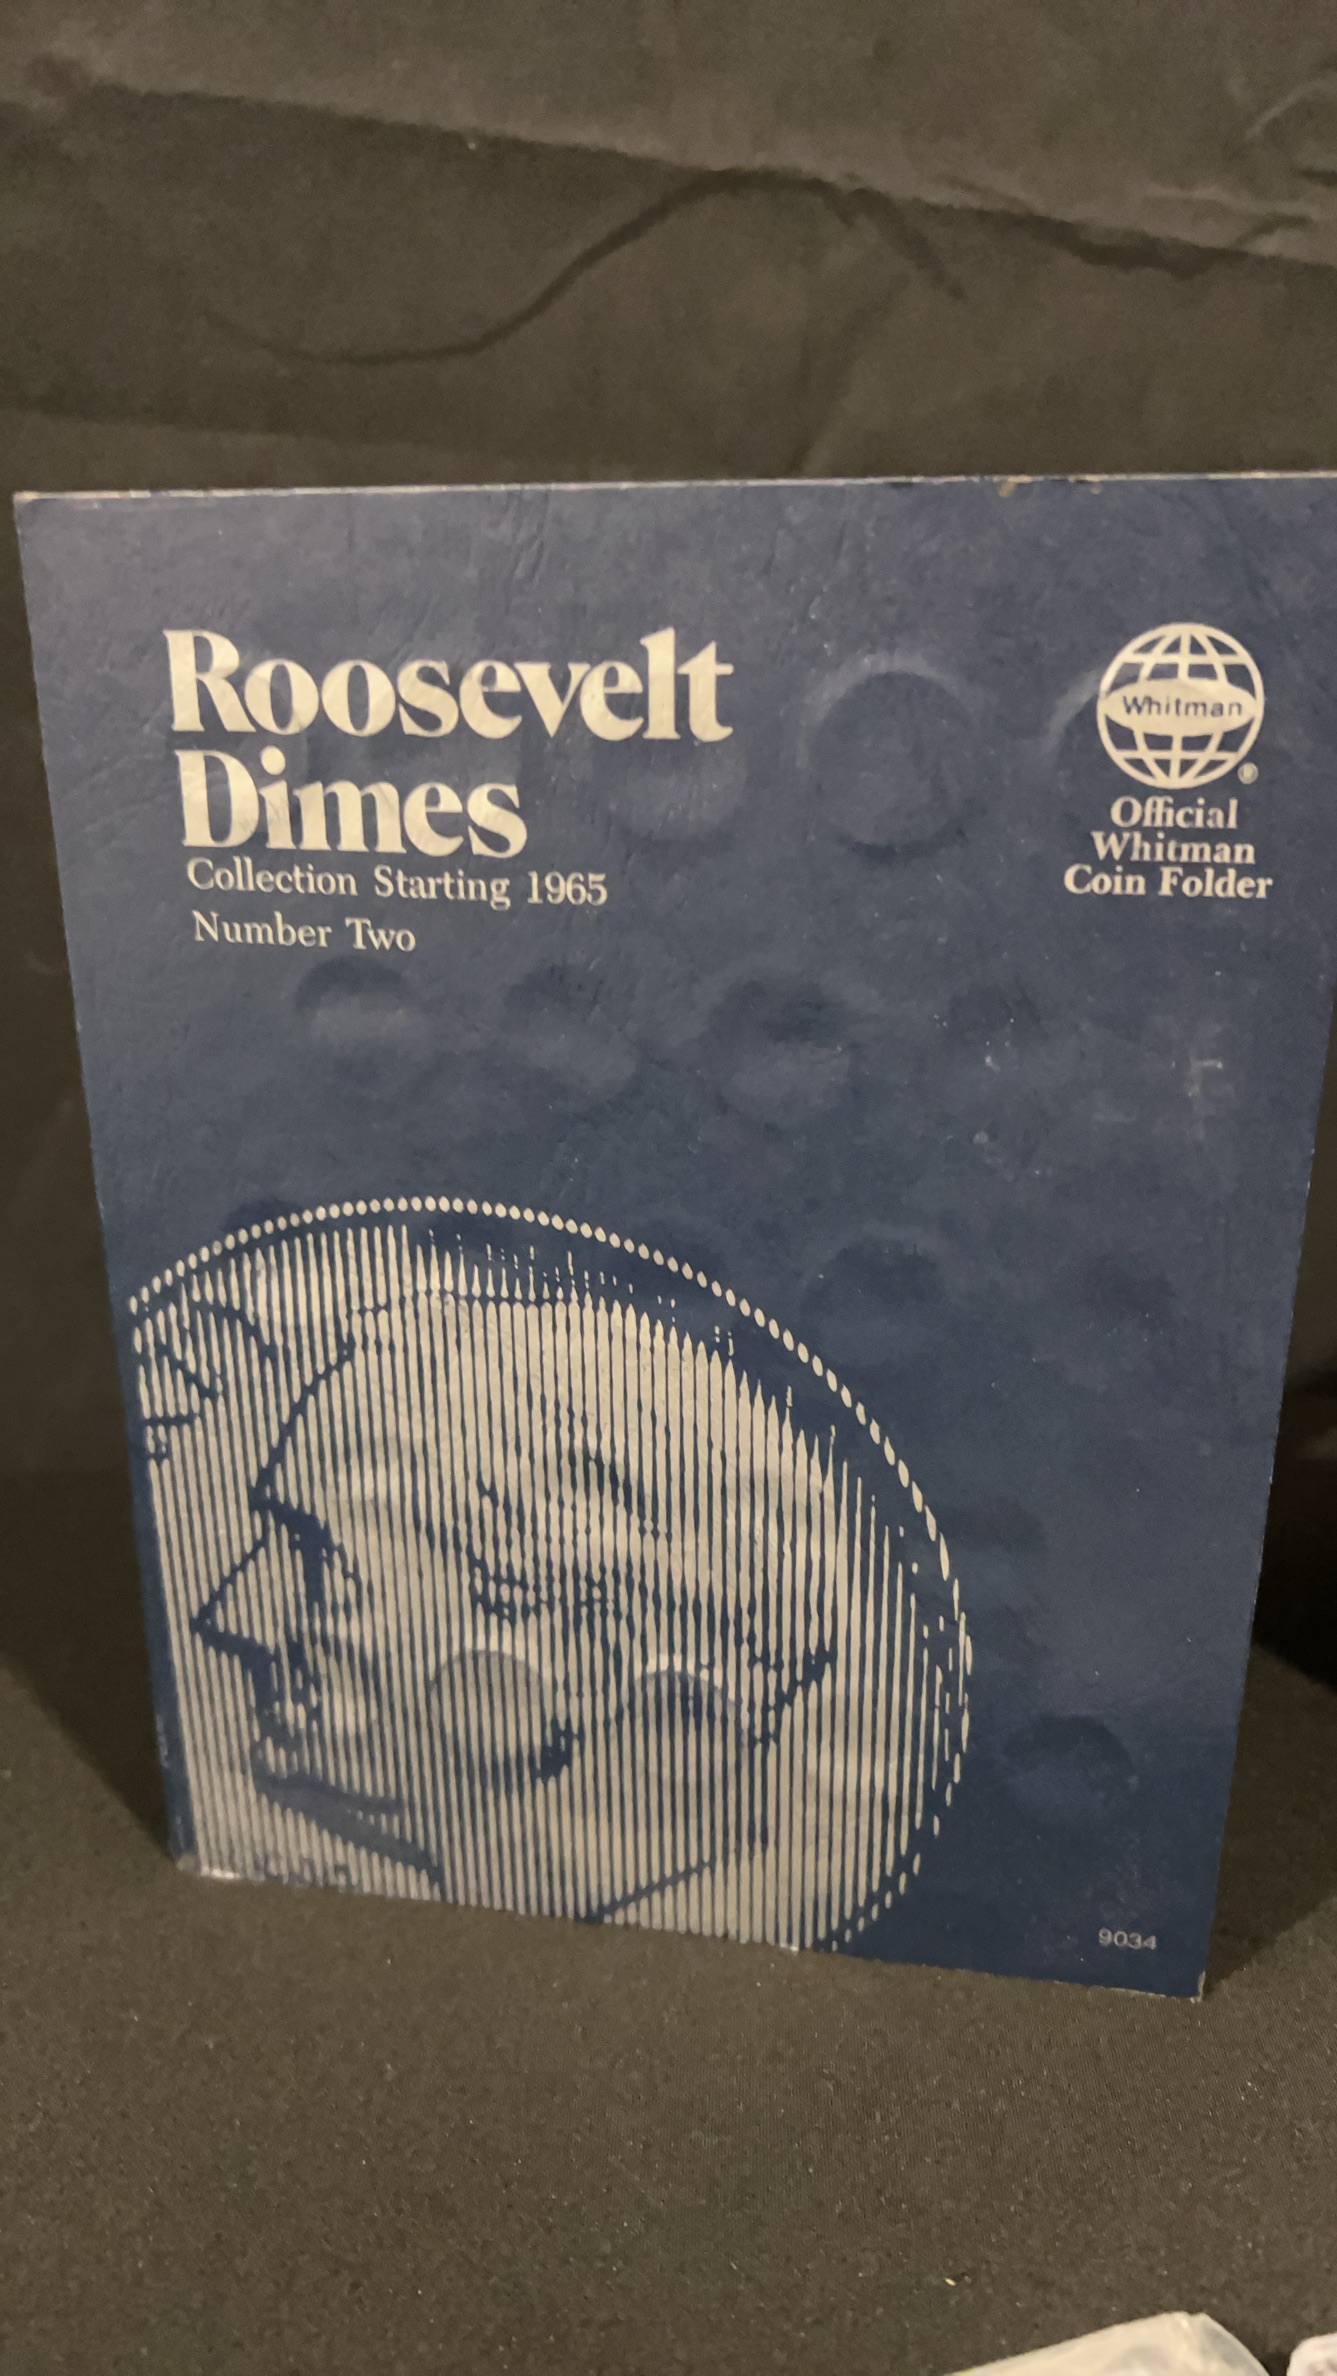 Roosevelt
Dimes
Collection Starting 1965
Number Two
Whitman
®
Official
Whitman
Coin Folder
9034